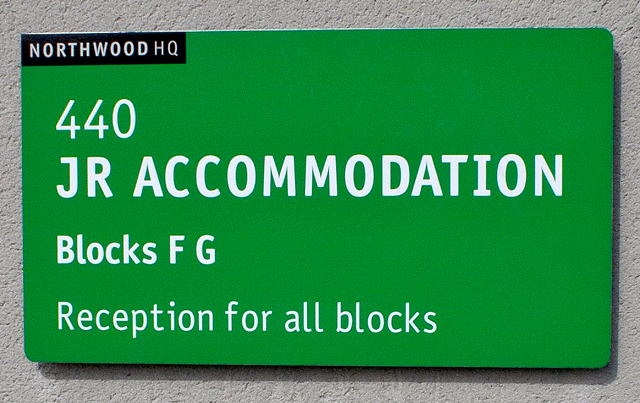 NORTHWOOD HQ
440
JR ACCOMMODATION
Blocks F G
Reception for all blocks